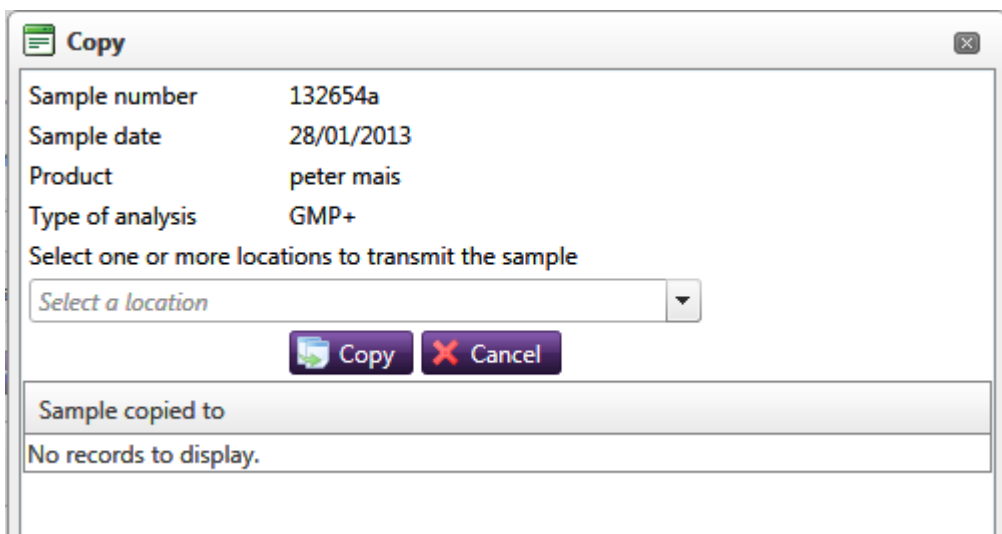 Copy
Sample number 132654a
Sample date 28/01/2013
Product peter mais
Type of analysis GMP+
Select one or more locations to transmit the sample
Select a location
Copy Cancel
Sample copied to
No records to display.